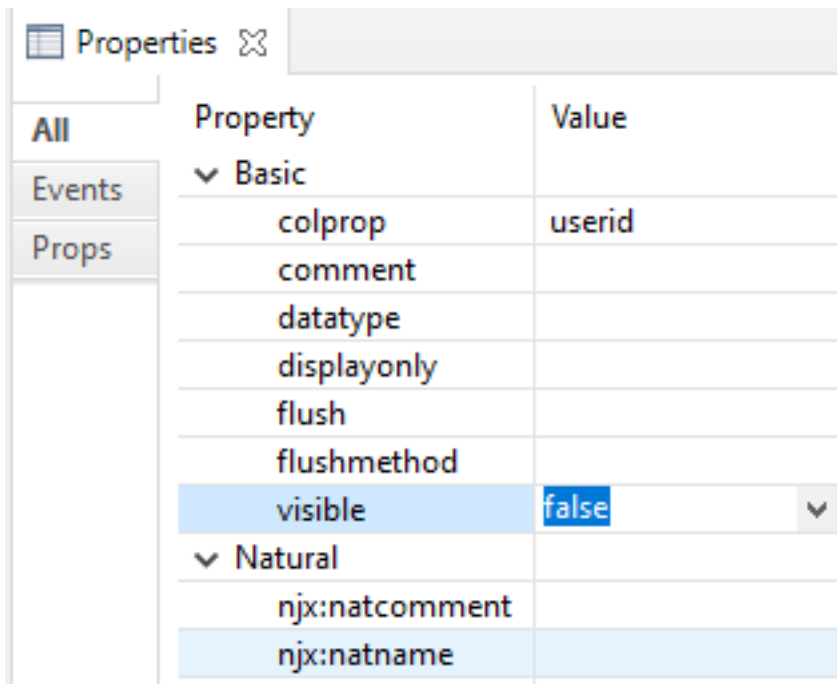 Properties
All
Events
Props
Property Value
Basic
colprop userid
comment
datatype
displayonly
flush
flushmethod
visible false
Natural
njx:natcomment
njx:natname